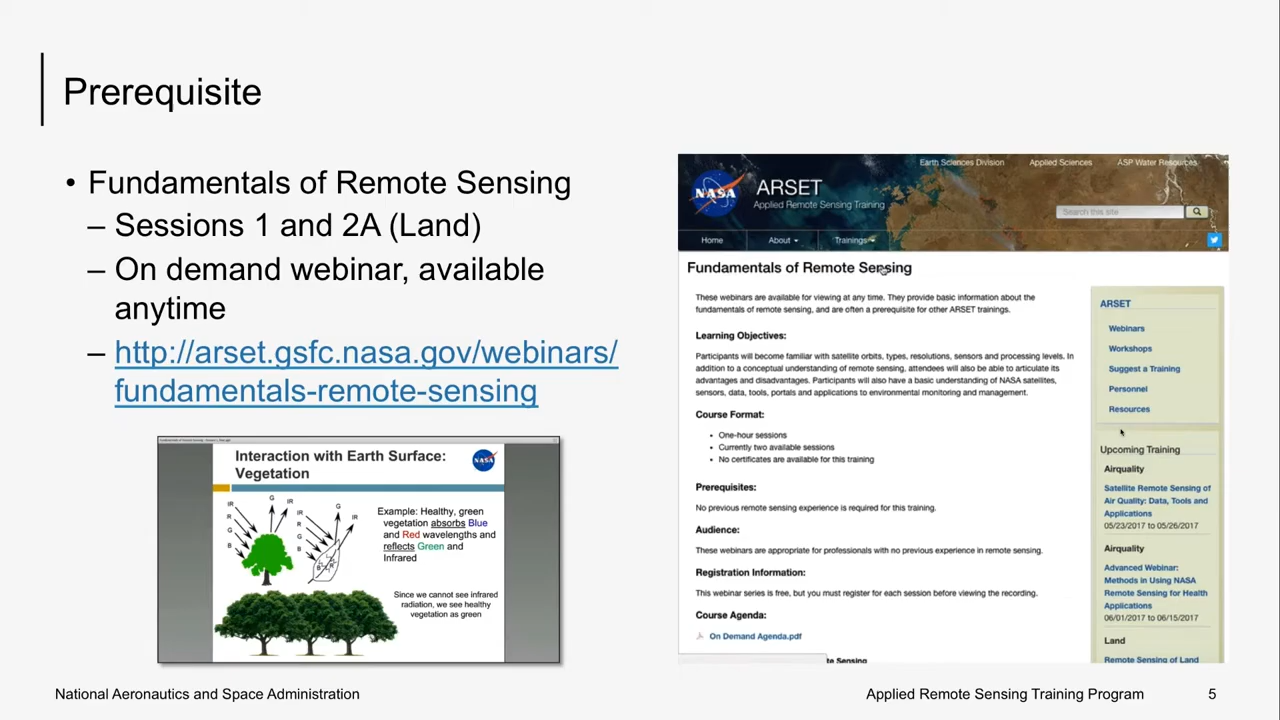 Prerequisite
• Fundamentals of Remote Sensing
– Sessions 1 and 2A (Land)
– On demand webinar, available
anytime
– http://arset.gsfc.nasa.gov/webinars/
fundamentals-remote-sensing
Interaction with Earth Surface:
Vegetation
NASA
IR
R
G
B
G
IR
IR
R
G
B
G
IR
Example: Healthy, green
vegetation absorbs Blue
and Red wavelengths and
reflects Green and
Infrared
Since we cannot see infrared
radiation, we see healthy
vegetation as green
Earth Sciences Division Applied Sciences ASP Water Resources
NASA
ARSET
Applied Remote Sensing Training
Search this site
Home About Trainings
Fundamentals of Remote Sensing
These webinars are available for viewing at any time. They provide basic information about the
fundamentals of remote sensing, and are often a prerequisite for other ARSET trainings.
Learning Objectives:
Participants will become familiar with satellite orbits, types, resolutions, sensors and processing levels. In
addition to a conceptual understanding of remote sensing, attendees will also be able to articulate its
advantages and disadvantages. Participants will also have a basic understanding of NASA satellites,
sensors, data, tools, portals and applications to environmental monitoring and management.
Course Format:
• One-hour sessions
• Currently two available sessions
• No certificates are available for this training
Prerequisites:
No previous remote sensing experience is required for this training.
Audience:
These webinars are appropriate for professionals with no previous experience in remote sensing.
Registration Information:
This webinar series is free, but you must register for each session before viewing the recording.
Course Agenda:
On Demand Agenda.pdf
ARSET
Webinars
Workshops
Suggest a Training
Personnel
Resources
Upcoming Training
Airquality
Satellite Remote Sensing of
Air Quality: Data, Tools and
Applications
05/23/2017 to 05/26/2017
Airquality
Advanced Webinar:
Methods in Using NASA
Remote Sensing for Health
Applications
06/01/2017 to 06/15/2017
Land
Remote Sensing of Land
National Aeronautics and Space Administration
Applied Remote Sensing Training Program
5